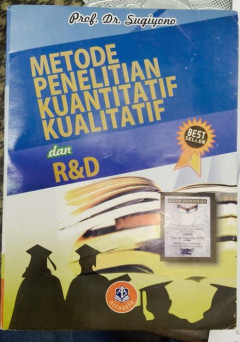 Prof. Dr. Sugiyono
METODE
PENELITIAN
KUANTITATIF
KUALITATIF
dan
R&D
BEST
SELLER